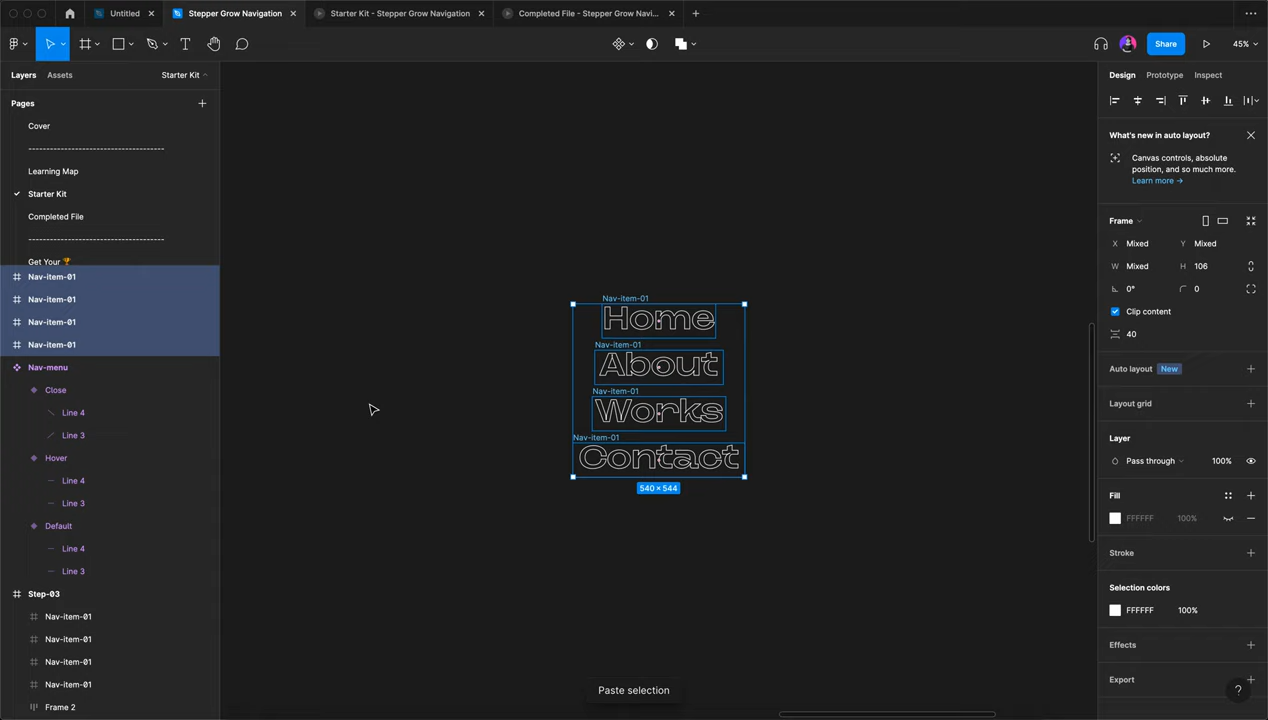 Untitled
Stepper Grow Navigation
Starter Kit - Stepper Grow Navigation
Completed File - Stepper Grow Navi...
Share
45%
Layers
Assets
Starter Kit
Design
Prototype
Inspect
Pages
Cover
---------------------------------------
Learning Map
Starter Kit
Completed File
---------------------------------------
Get Your 🏆
Nav-item-01
Nav-item-01
Nav-item-01
Nav-item-01
Nav-menu
Close
Line 4
Line 3
Hover
Line 4
Line 3
Default
Line 4
Line 3
Step-03
Nav-item-01
Nav-item-01
Nav-item-01
Nav-item-01
Frame 2
Nav-item-01
Home
Nav-item-01
About
Nav-item-01
Works
Nav-item-01
Contact
540 × 544
Paste selection
What's new in auto layout?
Canvas controls, absolute
position, and so much more.
Learn more →
Frame
X Mixed Y Mixed
W Mixed H 106
0° 0
Clip content
40
Auto layout New
Layout grid
Layer
Pass through 100%
Fill
FFFFFF 100%
Stroke
Selection colors
FFFFFF 100%
Effects
Export
?